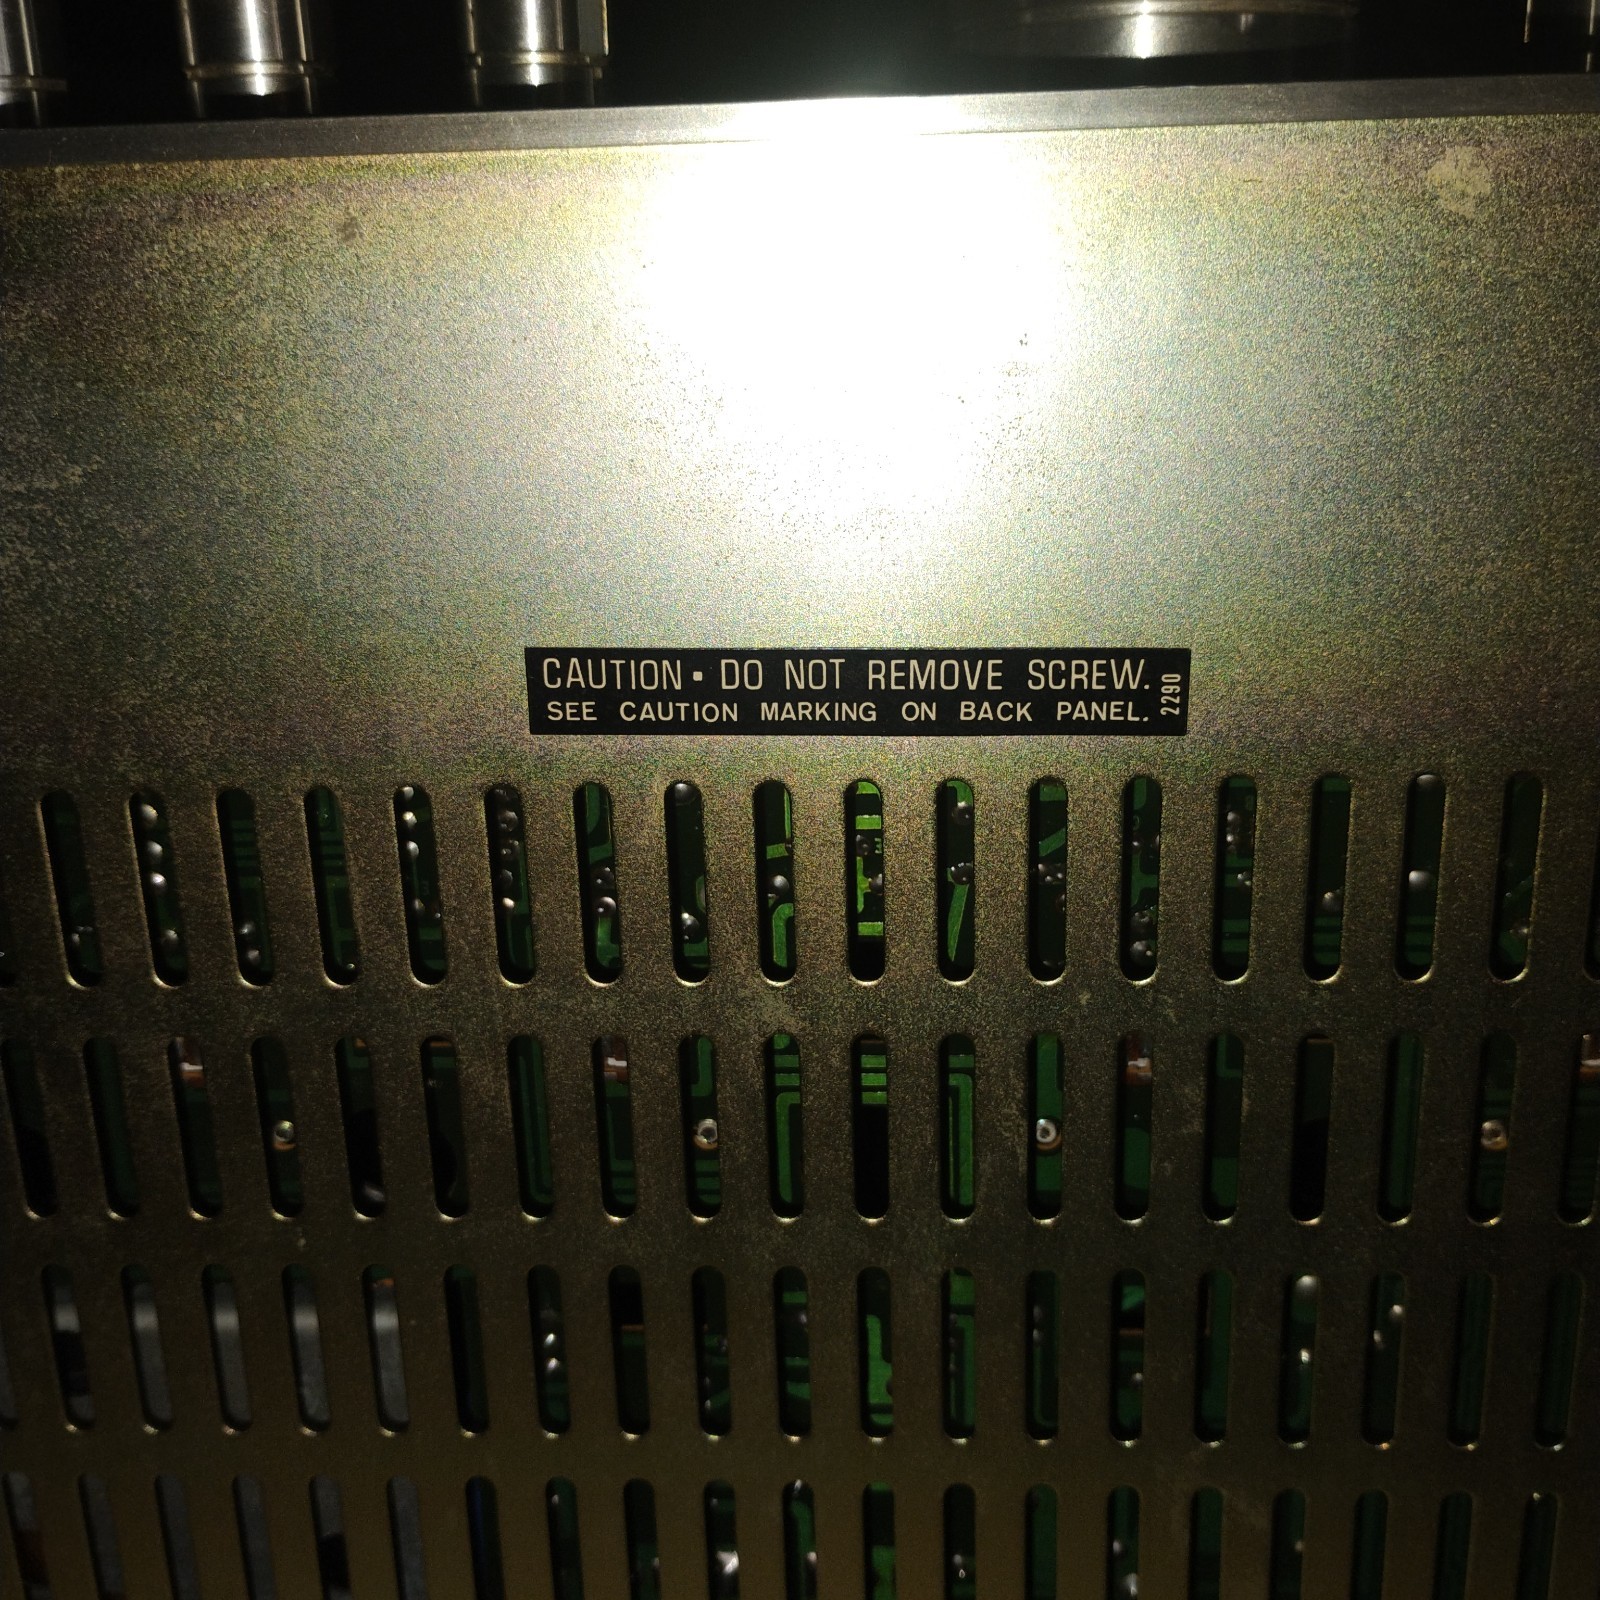 CAUTION · DO NOT REMOVE SCREW.
SEE CAUTION MARKING ON BACK PANEL.
2290